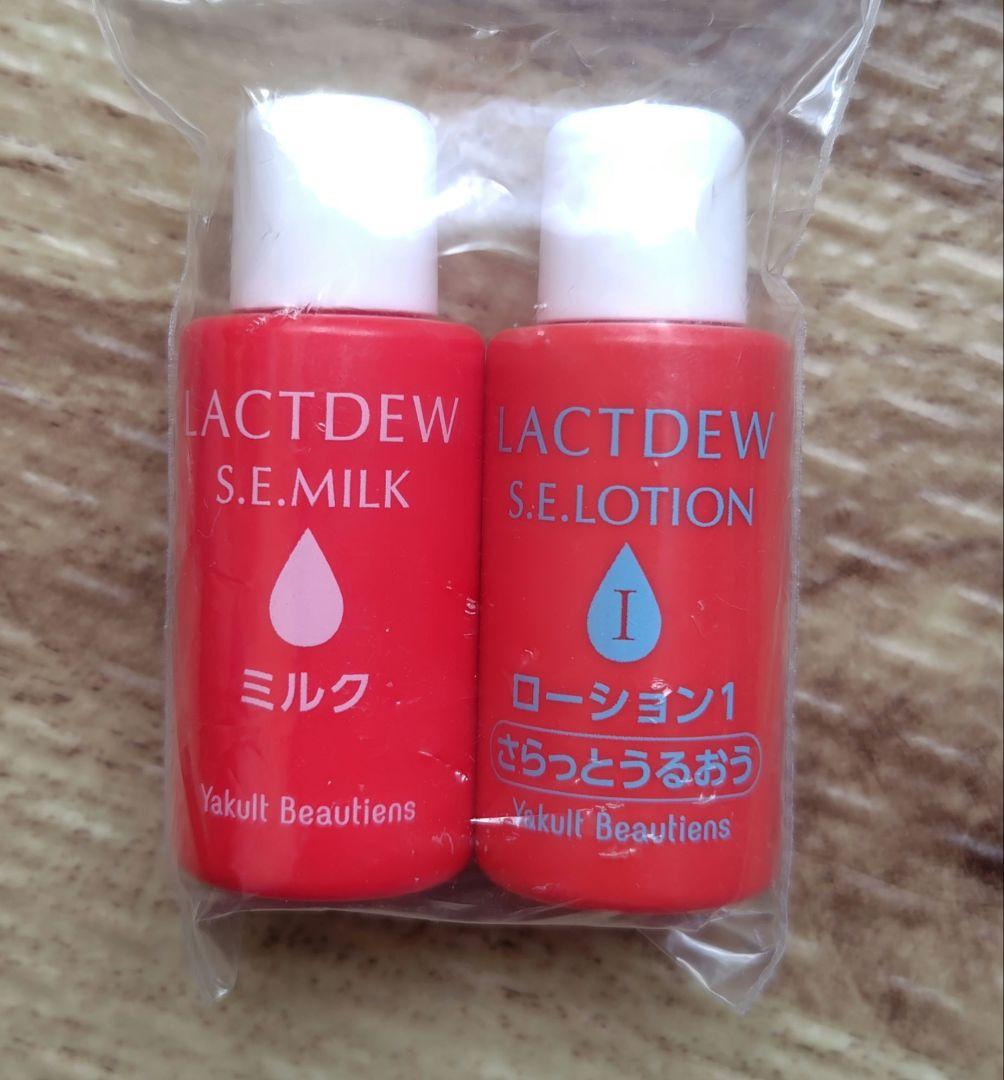 LACTDEW
S.E.MILK
ミルク
Yakult Beautiens
LACTDEW
S.E.LOTION
I
ローション1
さらっとうるおう
Yakult Beautiens